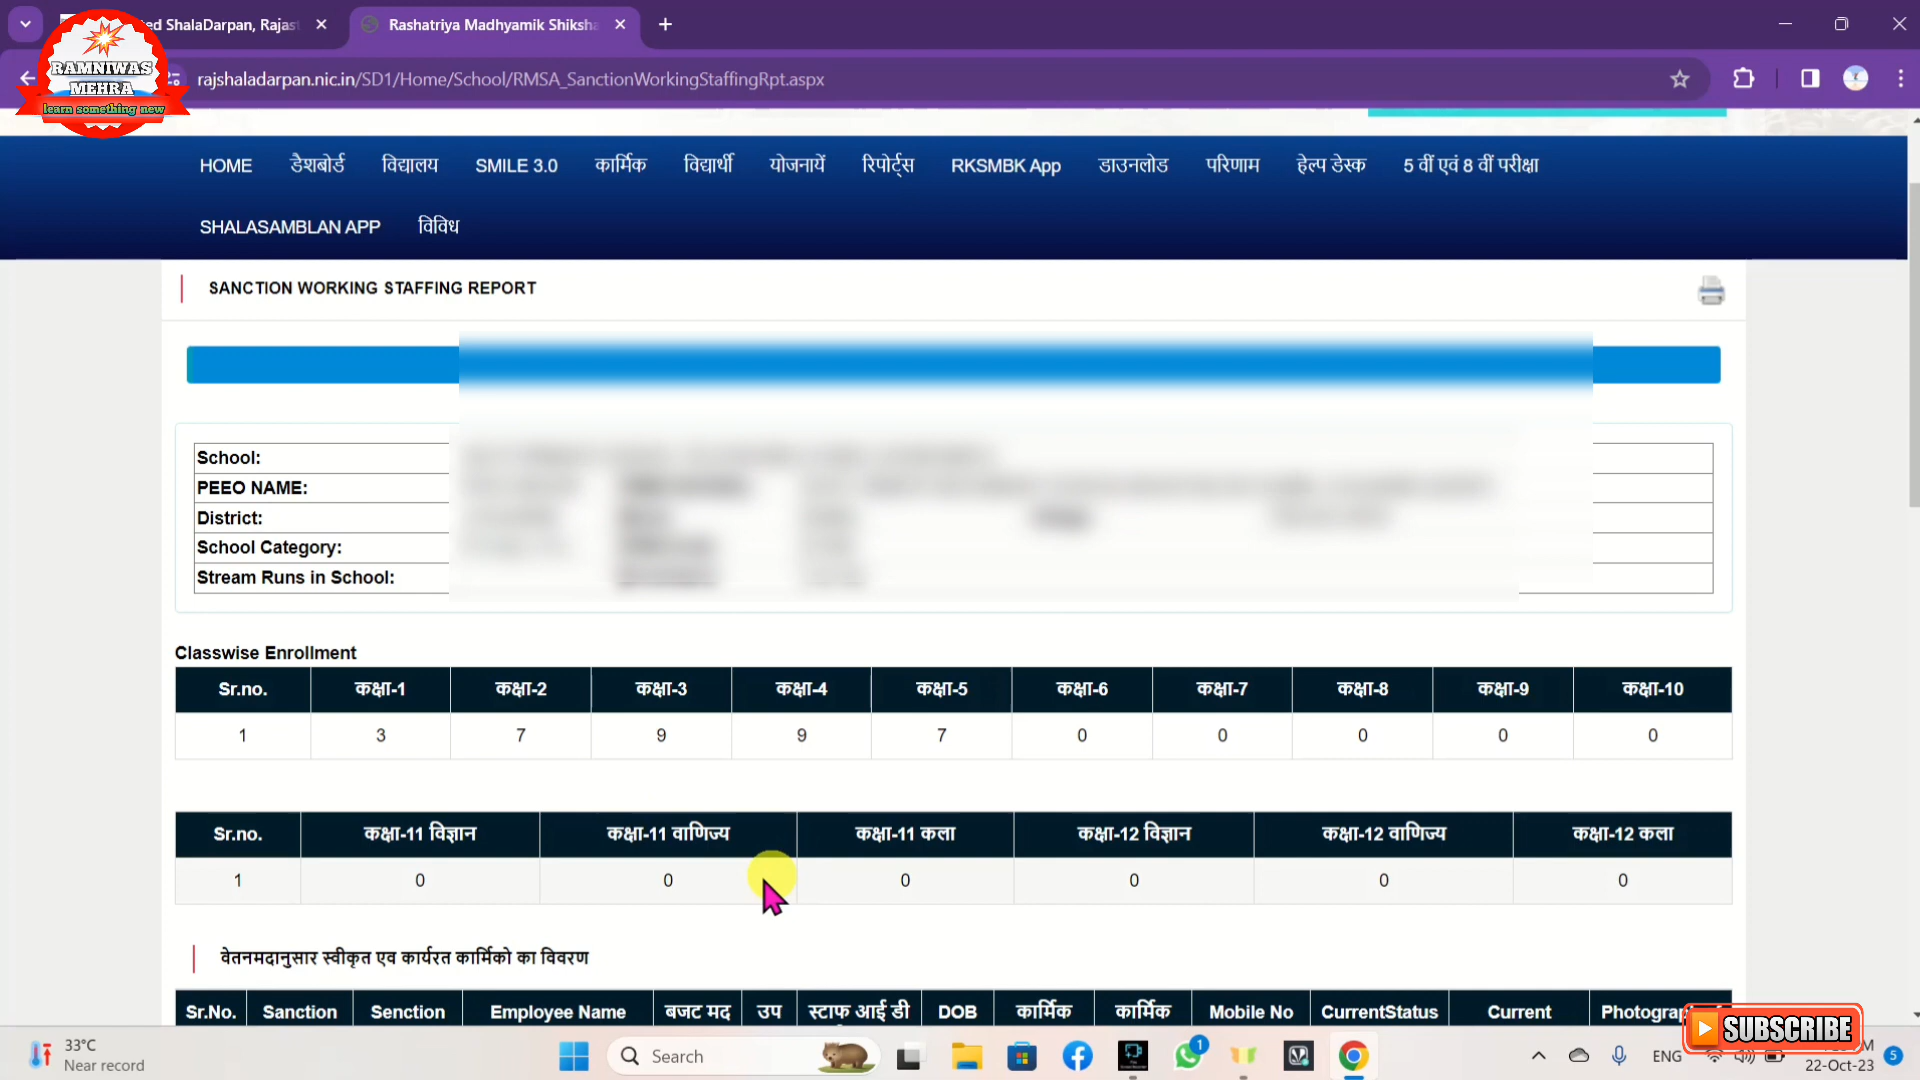 ted ShalaDarpan, Rajast
Rashatriya Madhyamik Shiksha
RAMNIWAS
MEHRA
learn something new
rajshaladarpan.nic.in/SD1/Home/School/RMSA_SanctionWorkingStaffingRpt.aspx
HOME डैशबोर्ड विद्यालय SMILE 3.0 कार्मिक विद्यार्थी योजनायें रिपोर्ट्स RKSMBK App डाउनलोड परिणाम हेल्प डेस्क 5 वीं एवं 8 वीं परीक्षा
SHALASAMBLAN APP विविध
SANCTION WORKING STAFFING REPORT
School:
PEEO NAME:
District:
School Category:
Stream Runs in School:
Classwise Enrollment
Sr.no. कक्षा-1 कक्षा-2 कक्षा-3 कक्षा-4 कक्षा-5 कक्षा-6 कक्षा-7 कक्षा-8 कक्षा-9 कक्षा-10
1 3 7 9 9 7 0 0 0 0 0
Sr.no. कक्षा-11 विज्ञान कक्षा-11 वाणिज्य कक्षा-11 कला कक्षा-12 विज्ञान कक्षा-12 वाणिज्य कक्षा-12 कला
1 0 0 0 0 0 0
वेतनमदानुसार स्वीकृत एव कार्यरत कार्मिको का विवरण
Sr.No. Sanction Senction Employee Name बजट मद उप स्टाफ आई डी DOB कार्मिक कार्मिक Mobile No CurrentStatus Current
SUBSCRIBE
33°C
Near record
Search
1
ENG
22-Oct-23
5